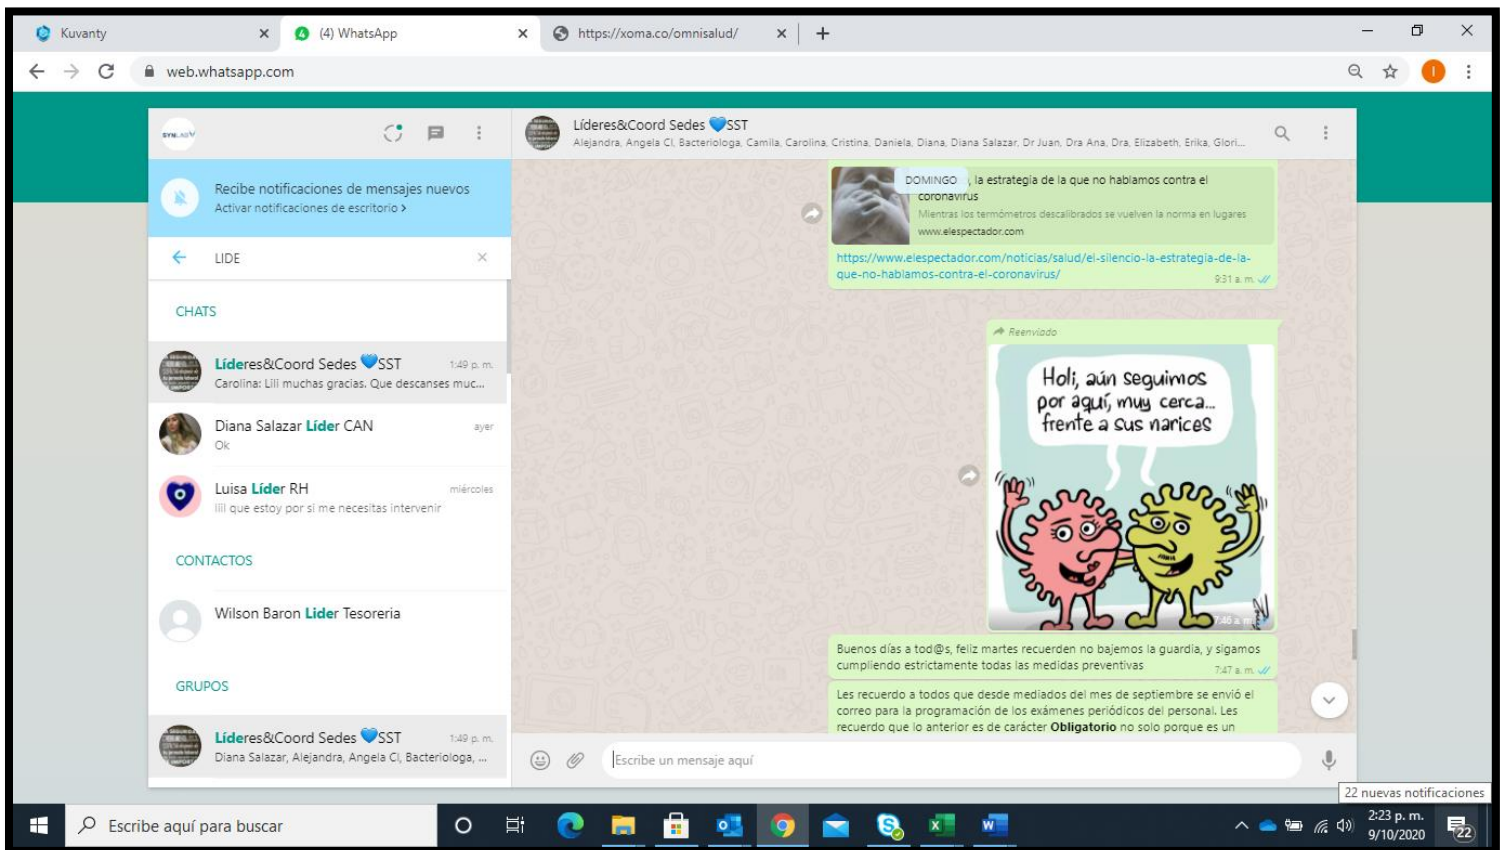 Kuvanty
(4) WhatsApp
https://xoma.co/omnisalud/
web.whatsapp.com
SYNLAB
Recibe notificaciones de mensajes nuevos
Activar notificaciones de escritorio >
LIDE
CHATS
Líderes&Coord Sedes 💙SST 1:49 p. m.
Carolina: Lili muchas gracias. Que descanses muc...
Diana Salazar Líder CAN ayer
Ok
Luisa Líder RH miércoles
lili que estoy por si me necesitas intervenir
CONTACTOS
Wilson Baron Lider Tesoreria
GRUPOS
Líderes&Coord Sedes 💙SST 1:49 p. m.
Diana Salazar, Alejandra, Angela Cl, Bacteriologa, ...
Líderes&Coord Sedes 💙SST
Alejandra, Angela Cl, Bacteriologa, Camila, Carolina, Cristina, Daniela, Diana, Diana Salazar, Dr Juan, Dra Ana, Dra, Elizabeth, Erika, Glori...
DOMINGO , la estrategia de la que no hablamos contra el
coronavirus
Mientras los termómetros descalibrados se vuelven la norma en lugares
www.elespectador.com
https://www.elespectador.com/noticias/salud/el-silencio-la-estrategia-de-la-
que-no-hablamos-contra-el-coronavirus/ 9:31 a. m.
Reenviado
Holi, aún seguimos
por aquí, muy cerca...
frente a sus narices
7:46 a. m.
Buenos días a tod@s, feliz martes recuerden no bajemos la guardia, y sigamos
cumpliendo estrictamente todas las medidas preventivas 7:47 a. m.
Les recuerdo a todos que desde mediados del mes de septiembre se envió el
correo para la programación de los exámenes periódicos del personal. Les
recuerdo que lo anterior es de carácter Obligatorio no solo porque es un
Escribe un mensaje aquí
22 nuevas notificaciones
Escribe aquí para buscar
2:23 p. m.
9/10/2020
22